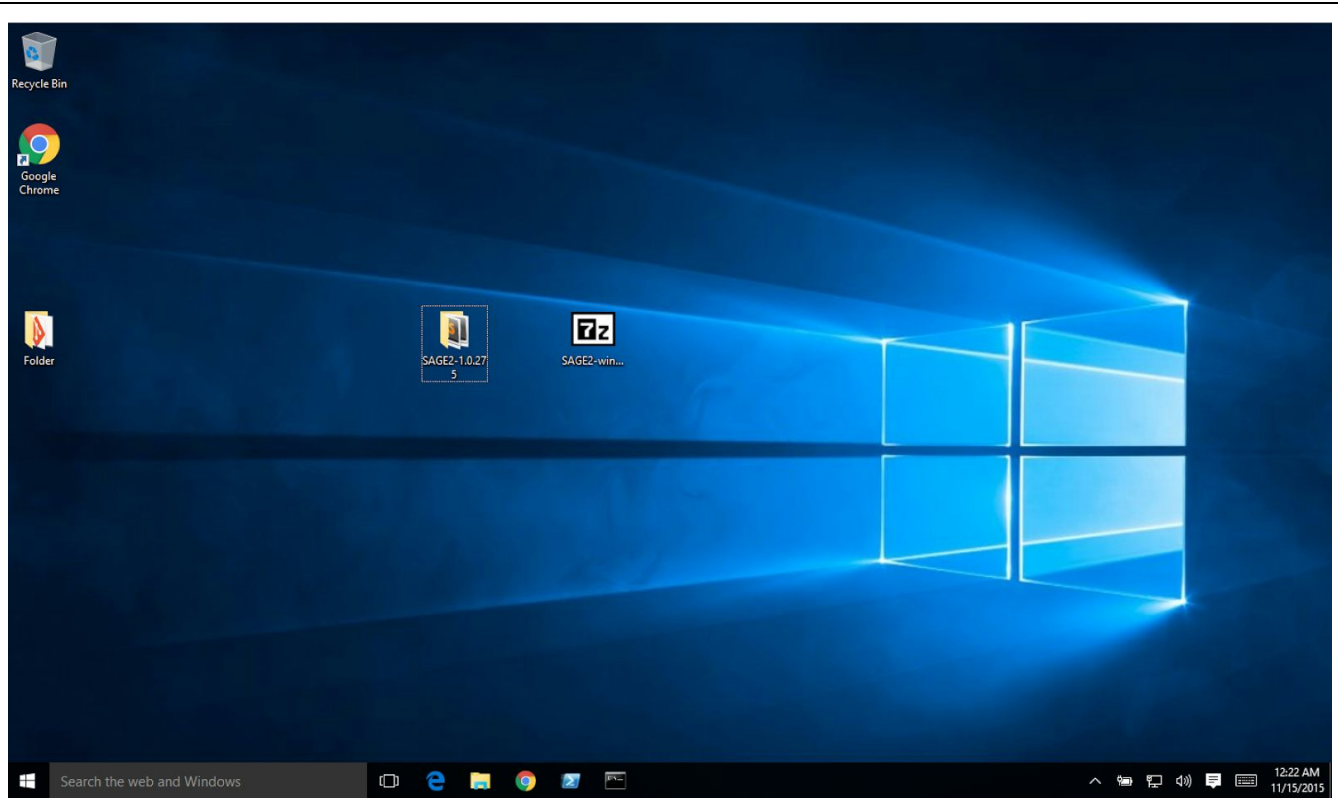 Recycle Bin
Google
Chrome
Folder
SAGE2-1.0.27
5
7z
SAGE2-win...
Search the web and Windows
12:22 AM
11/15/2015